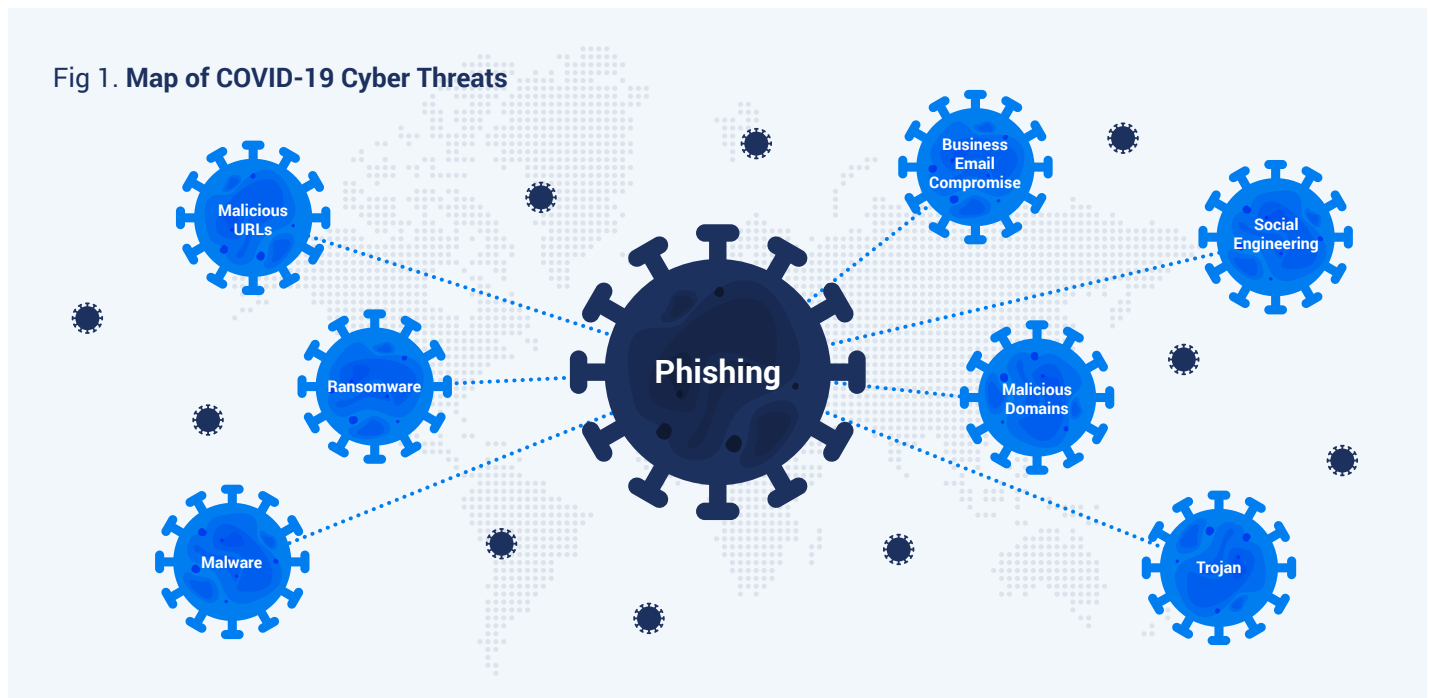 Fig 1. Map of COVID-19 Cyber Threats
Malicious
URLs
Ransomware
Malware
Phishing
Business
Email
Compromise
Social
Engineering
Malicious
Domains
Trojan